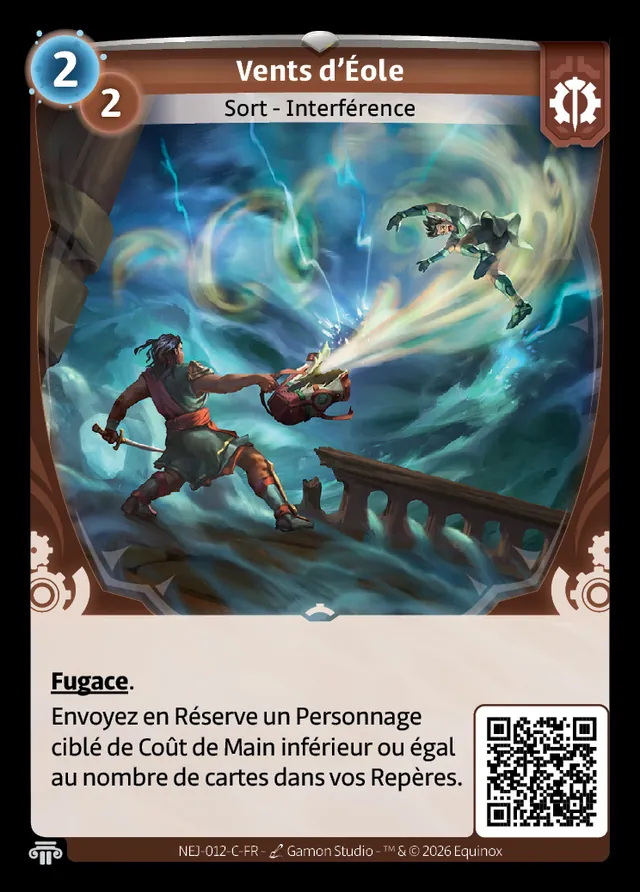 2
2
Vents d'Éole
Sort - Interférence
Fugace.
Envoyez en Réserve un Personnage
ciblé de Coût de Main inférieur ou égal
au nombre de cartes dans vos Repères.
NEJ-012-C-FR - Gamon Studio - ™ & © 2026 Equinox